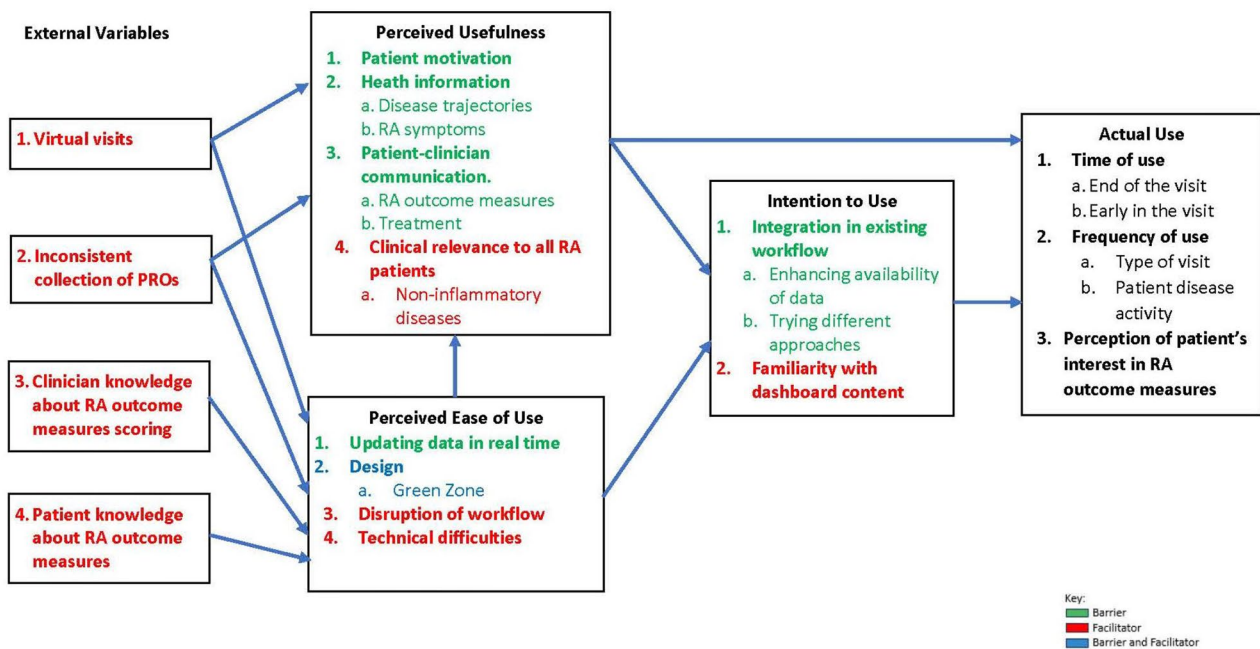 External Variables
1. Virtual visits
2. Inconsistent
collection of PROs
3. Clinician knowledge
about RA outcome
measures scoring
4. Patient knowledge
about RA outcome
measures
Perceived Usefulness
1. Patient motivation
2. Heath information
a. Disease trajectories
b. RA symptoms
3. Patient-clinician
communication.
a. RA outcome measures
b. Treatment
4. Clinical relevance to all RA
patients
a. Non-inflammatory
diseases
Perceived Ease of Use
1. Updating data in real time
2. Design
a. Green Zone
3. Disruption of workflow
4. Technical difficulties
Intention to Use
1. Integration in existing
workflow
a. Enhancing availability
of data
b. Trying different
approaches
2. Familiarity with
dashboard content
Actual Use
1. Time of use
a. End of the visit
b. Early in the visit
2. Frequency of use
a. Type of visit
b. Patient disease
activity
3. Perception of patient's
interest in RA
outcome measures
Key:
Barrier
Facilitator
Barrier and Facilitator